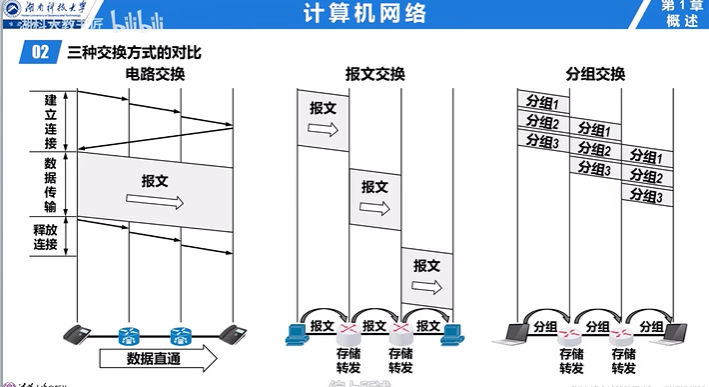 湖南科技大学
Hunan University of Science and Technology
计算机网络
第1章
概述
湖科大教书匠 bilibili
02 三种交换方式的对比
电路交换
报文交换
分组交换
建立连接
数据传输
释放连接
报文
数据直通
报文
报文
报文
报文 报文 报文
存储转发
存储转发
分组1
分组2
分组3
分组1
分组2
分组3
分组1
分组2
分组3
分组 分组 分组
存储转发
存储转发